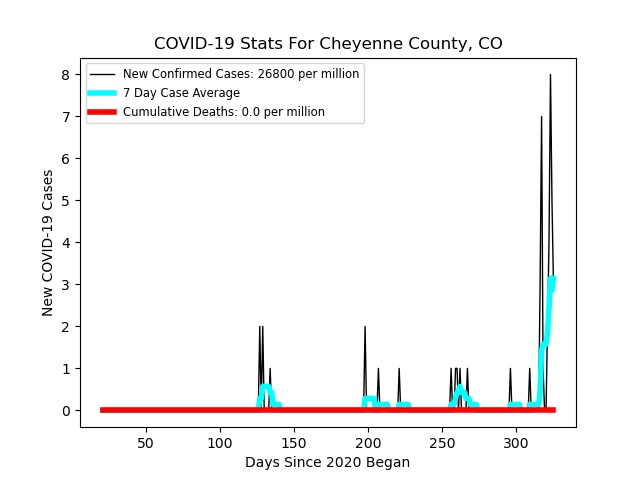 COVID-19 Stats For Cheyenne County, CO
New Confirmed Cases: 26800 per million
7 Day Case Average
Cumulative Deaths: 0.0 per million
New COVID-19 Cases
8
7
6
5
4
3
2
1
0
50 100 150 200 250 300
Days Since 2020 Began